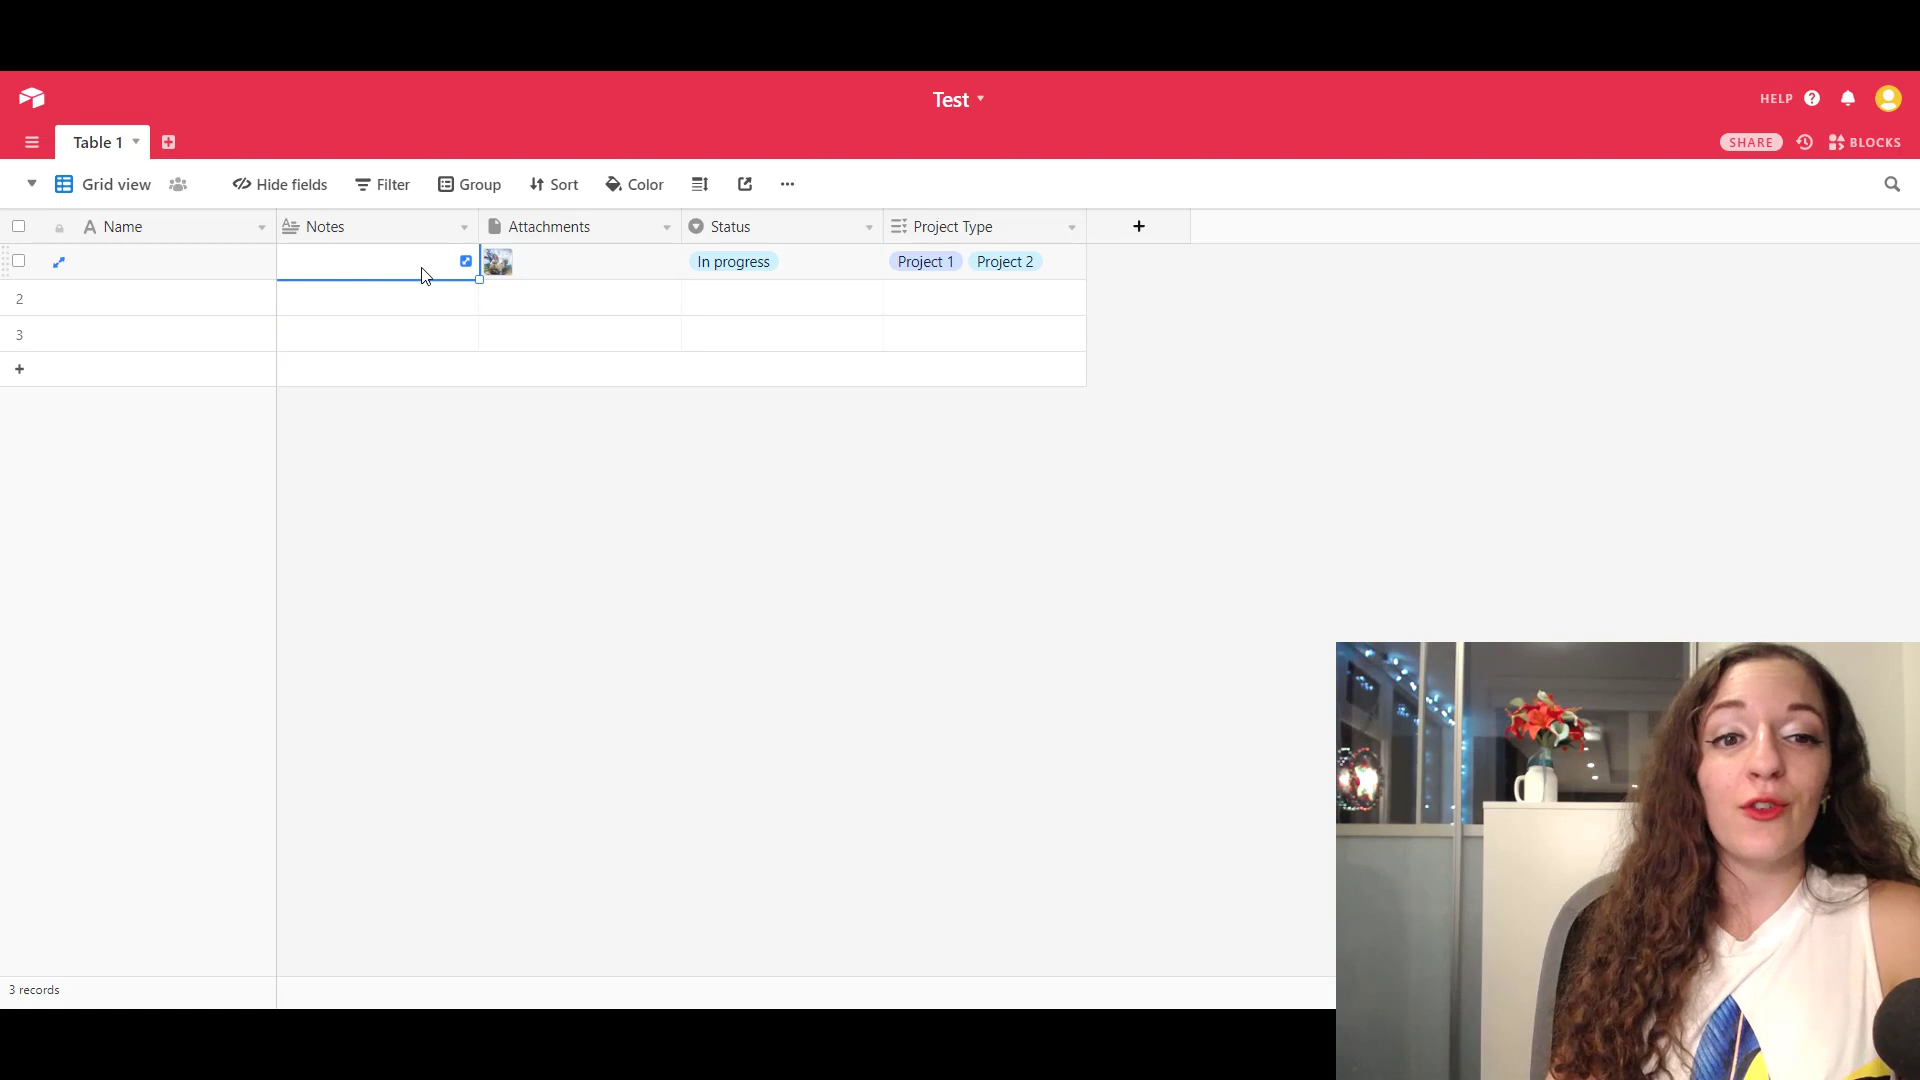 Test
HELP
Table 1
SHARE
BLOCKS
Grid view
Hide fields
Filter
Group
Sort
Color
Name
Notes
Attachments
Status
Project Type
In progress
Project 1
Project 2
2
3
3 records